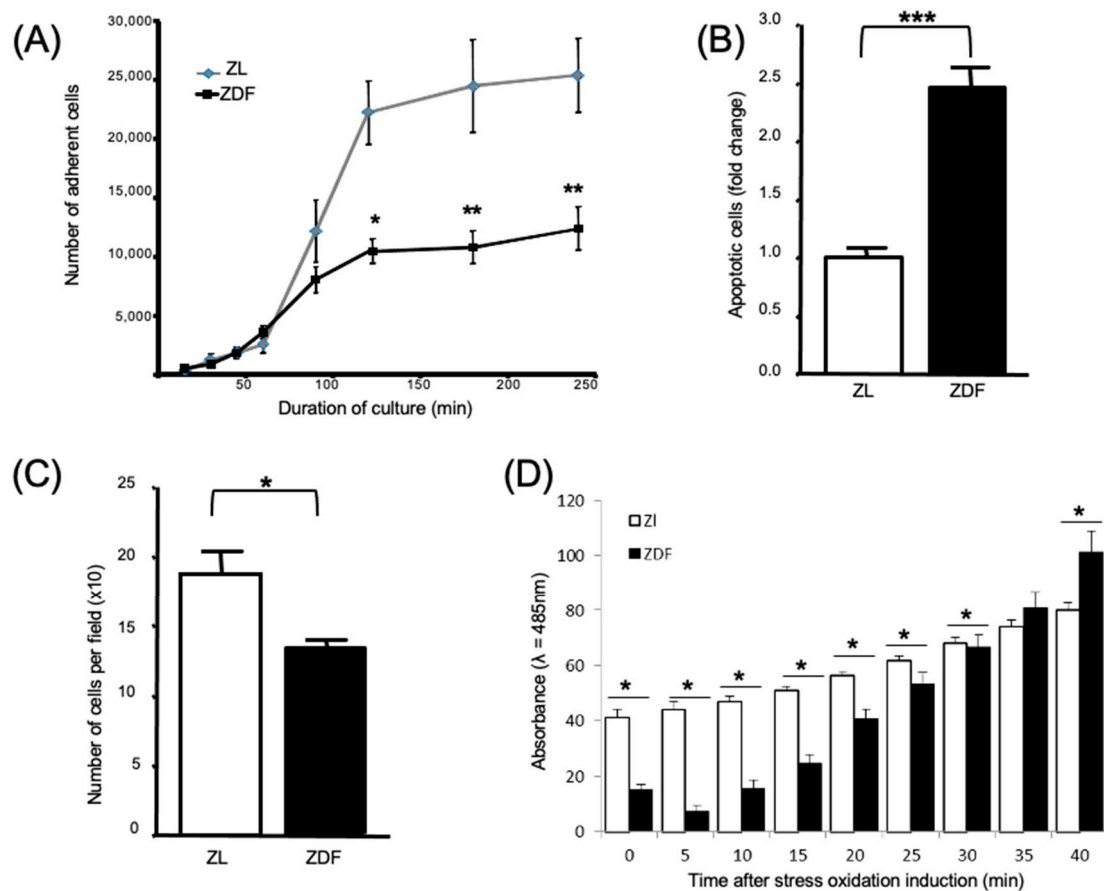 (A)
30,000
25,000
20,000
15,000
10,000
5,000
ZL
ZDF
*
**
**
50
100
150
200
250
Number of adherent cells
Duration of culture (min)
(B)
***
3.0
2.5
2.0
1.5
1.0
0.5
0.0
Apoptotic cells (fold change)
ZL
ZDF
(C)
*
25
20
15
10
5
0
Number of cells per field (x10)
ZL
ZDF
(D)
120
100
80
60
40
20
0
Zl
ZDF
*
*
*
*
*
*
*
*
Absorbance (λ = 485nm)
0
5
10
15
20
25
30
35
40
Time after stress oxidation induction (min)